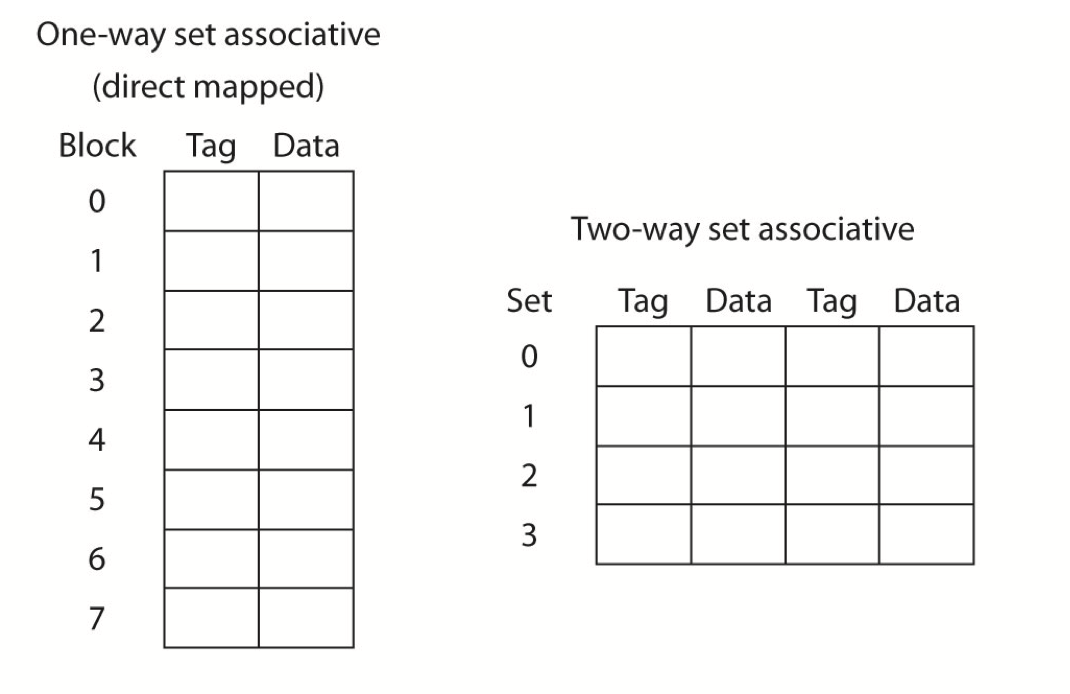 One-way set associative
(direct mapped)
Block Tag Data
0
1
2
3
4
5
6
7
Two-way set associative
Set Tag Data Tag Data
0
1
2
3